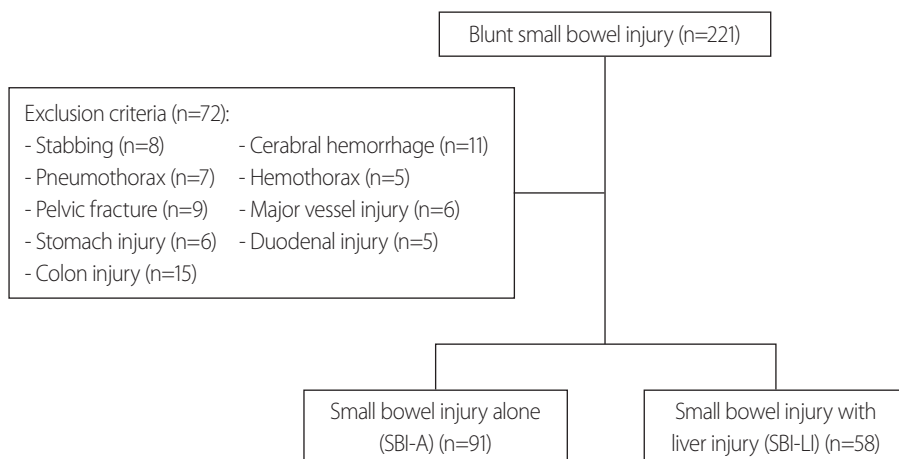 Blunt small bowel injury (n=221)
Exclusion criteria (n=72):
- Stabbing (n=8) - Cerabral hemorrhage (n=11)
- Pneumothorax (n=7) - Hemothorax (n=5)
- Pelvic fracture (n=9) - Major vessel injury (n=6)
- Stomach injury (n=6) - Duodenal injury (n=5)
- Colon injury (n=15)
Small bowel injury alone
(SBI-A) (n=91)
Small bowel injury with
liver injury (SBI-LI) (n=58)